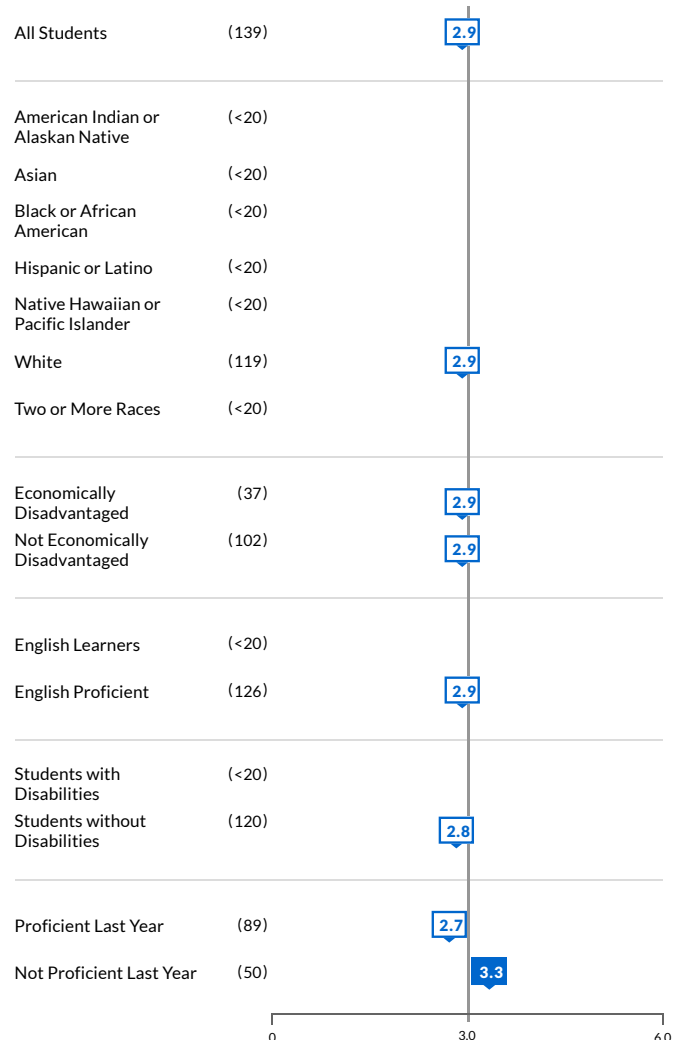 All Students (139) 2.9
American Indian or (<20)
Alaskan Native
Asian (<20)
Black or African (<20)
American
Hispanic or Latino (<20)
Native Hawaiian or (<20)
Pacific Islander
White (119) 2.9
Two or More Races (<20)
Economically (37) 2.9
Disadvantaged
Not Economically (102) 2.9
Disadvantaged
English Learners (<20)
English Proficient (126) 2.9
Students with (<20)
Disabilities
Students without (120) 2.8
Disabilities
Proficient Last Year (89) 2.7
Not Proficient Last Year (50) 3.3
0 3.0 6.0